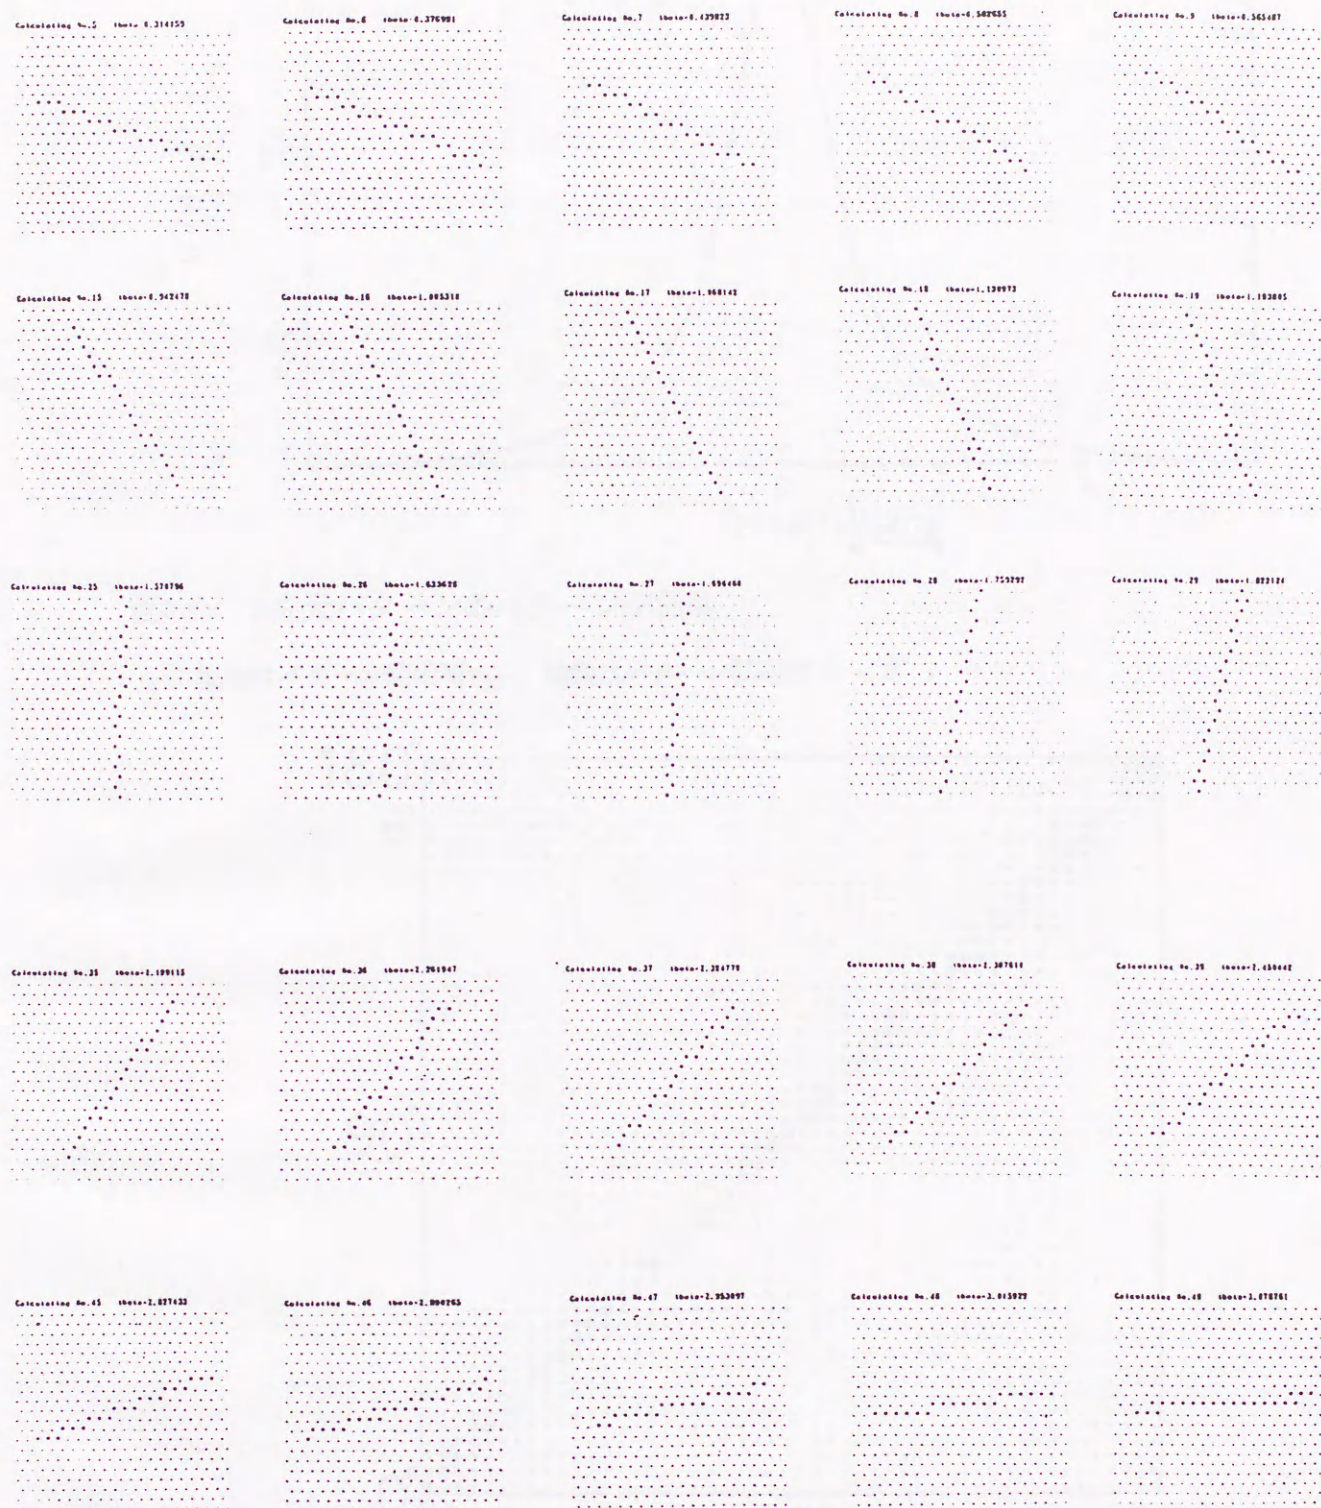 Calculating No.5 theta=0.314159
Calculating No.6 theta=0.376991
Calculating No.7 theta=0.439823
Calculating No.8 theta=0.502655
Calculating No.9 theta=0.565487
Calculating No.15 theta=0.942478
Calculating No.16 theta=1.005310
Calculating No.17 theta=1.068142
Calculating No.18 theta=1.130973
Calculating No.19 theta=1.193805
Calculating No.25 theta=1.570796
Calculating No.26 theta=1.633628
Calculating No.27 theta=1.696460
Calculating No.28 theta=1.759292
Calculating No.29 theta=1.822124
Calculating No.35 theta=2.199115
Calculating No.36 theta=2.261947
Calculating No.37 theta=2.324779
Calculating No.38 theta=2.387610
Calculating No.39 theta=2.450442
Calculating No.45 theta=2.827433
Calculating No.46 theta=2.890265
Calculating No.47 theta=2.953097
Calculating No.48 theta=3.015929
Calculating No.49 theta=3.078761